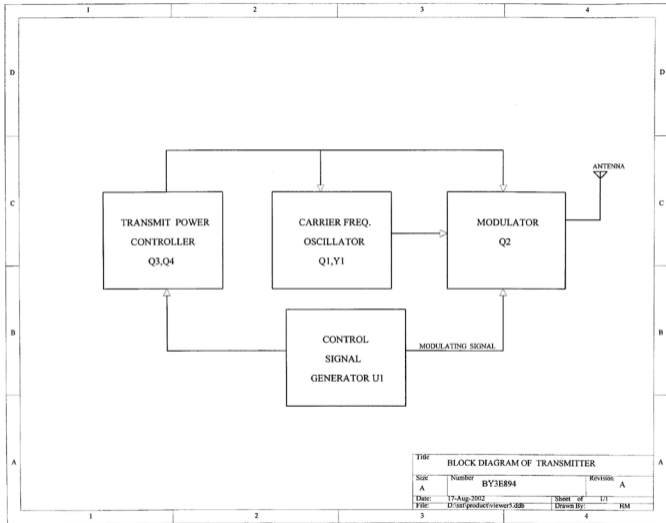 1 2 3 4
D D
ANTENNA
C C
TRANSMIT POWER
CONTROLLER
Q3,Q4
CARRIER FREQ.
OSCILLATOR
Q1,Y1
MODULATOR
Q2
B B
CONTROL
SIGNAL
GENERATOR U1
MODULATING SIGNAL
A A
Title
BLOCK DIAGRAM OF TRANSMITTER
Size Number Revision
A BY3E894 A
Date: 17-Aug-2002 Sheet of 1/1
File: Drawn By: HM
1 2 3 4